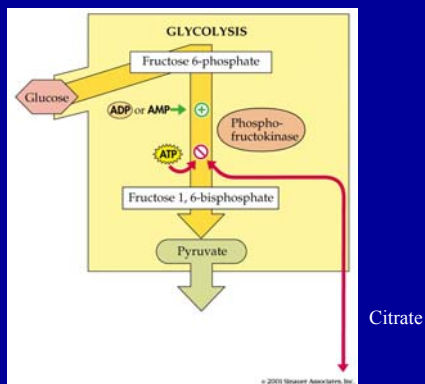 GLYCOLYSIS
Fructose 6-phosphate
Glucose
ADP or AMP
+
Phospho-
fructokinase
ATP
Fructose 1, 6-bisphosphate
Pyruvate
Citrate
© 2001 Sinauer Associates, Inc.